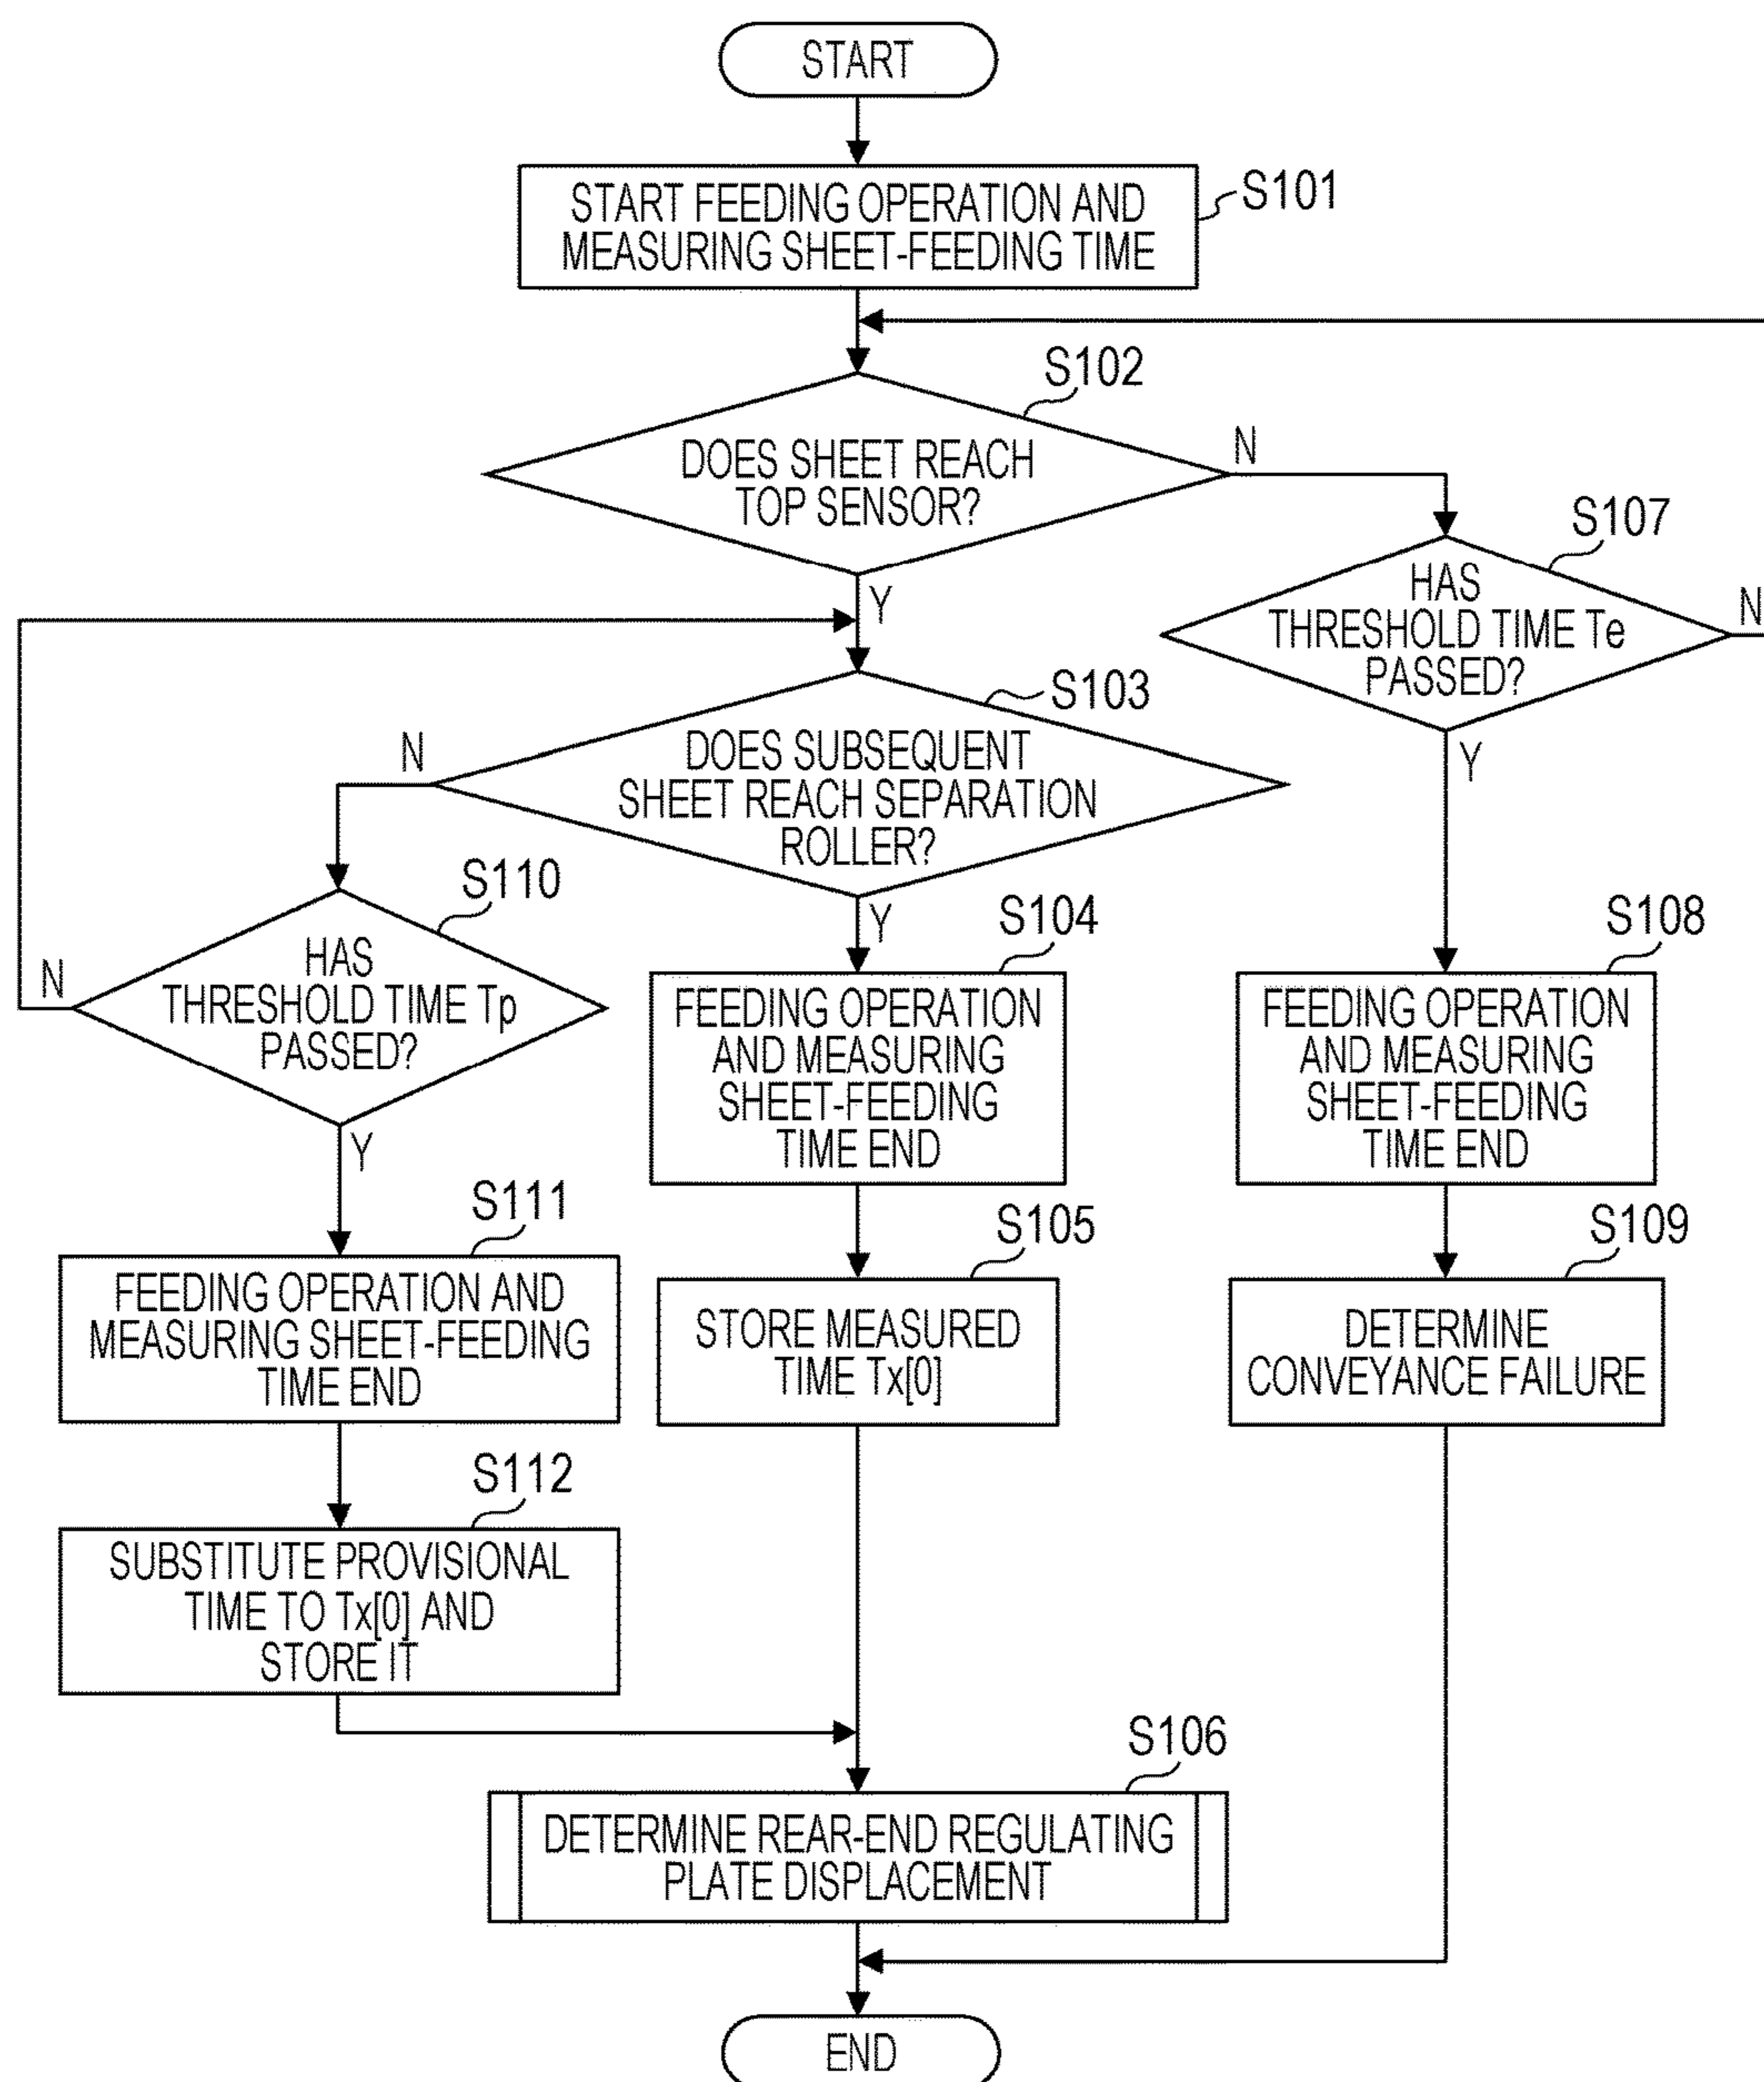 START
START FEEDING OPERATION AND
MEASURING SHEET-FEEDING TIME
S101
S102
DOES SHEET REACH
TOP SENSOR?
N
Y
S107
HAS
THRESHOLD TIME Te
PASSED?
N
Y
S103
DOES SUBSEQUENT
SHEET REACH SEPARATION
ROLLER?
N
Y
S110
HAS
THRESHOLD TIME Tp
PASSED?
N
Y
S104
FEEDING OPERATION
AND MEASURING
SHEET-FEEDING
TIME END
S108
FEEDING OPERATION
AND MEASURING
SHEET-FEEDING
TIME END
S111
FEEDING OPERATION AND
MEASURING SHEET-FEEDING
TIME END
S105
STORE MEASURED
TIME Tx[0]
S109
DETERMINE
CONVEYANCE FAILURE
S112
SUBSTITUTE PROVISIONAL
TIME TO Tx[0] AND
STORE IT
S106
DETERMINE REAR-END REGULATING
PLATE DISPLACEMENT
END